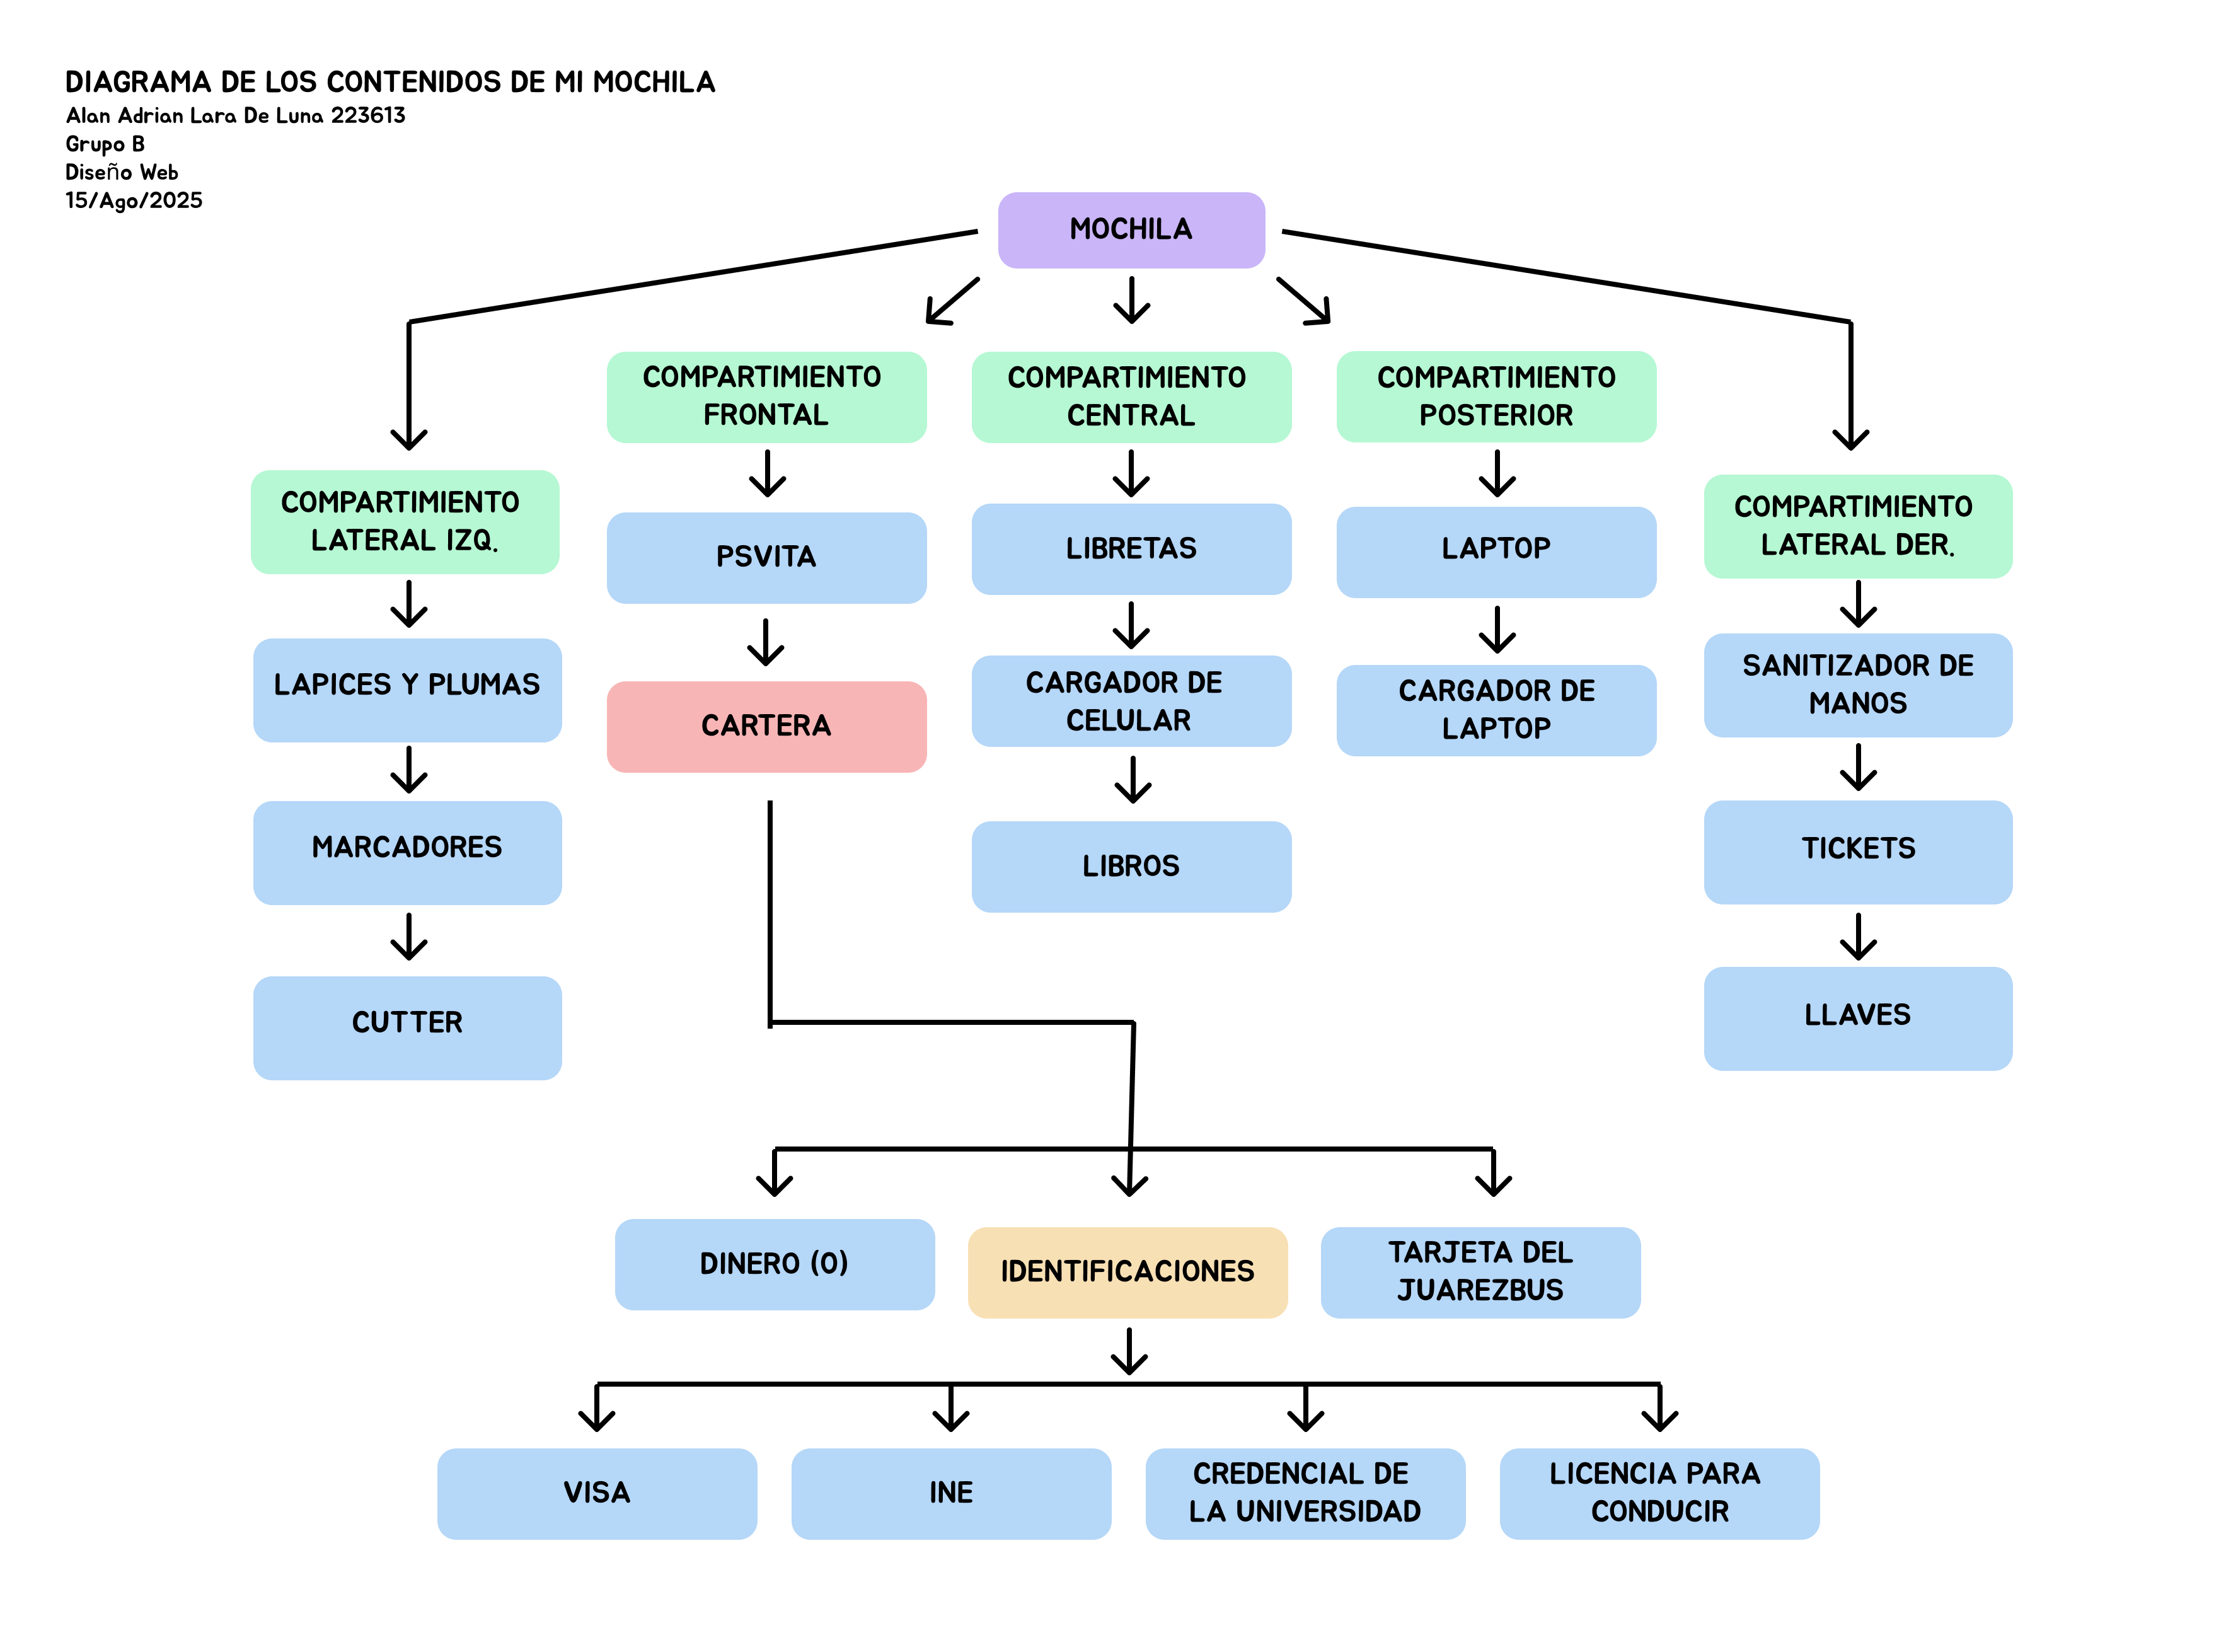 DIAGRAMA DE LOS CONTENIDOS DE MI MOCHILA
Alan Adrian Lara De Luna 223613
Grupo B
Diseño Web
15/Ago/2025
MOCHILA
COMPARTIMIENTO
LATERAL IZQ.
LAPICES Y PLUMAS
MARCADORES
CUTTER
COMPARTIMIENTO
FRONTAL
PSVITA
CARTERA
COMPARTIMIENTO
CENTRAL
LIBRETAS
CARGADOR DE
CELULAR
LIBROS
COMPARTIMIENTO
POSTERIOR
LAPTOP
CARGADOR DE
LAPTOP
COMPARTIMIENTO
LATERAL DER.
SANITIZADOR DE
MANOS
TICKETS
LLAVES
DINERO (0)
IDENTIFICACIONES
TARJETA DEL
JUAREZBUS
VISA
INE
CREDENCIAL DE
LA UNIVERSIDAD
LICENCIA PARA
CONDUCIR